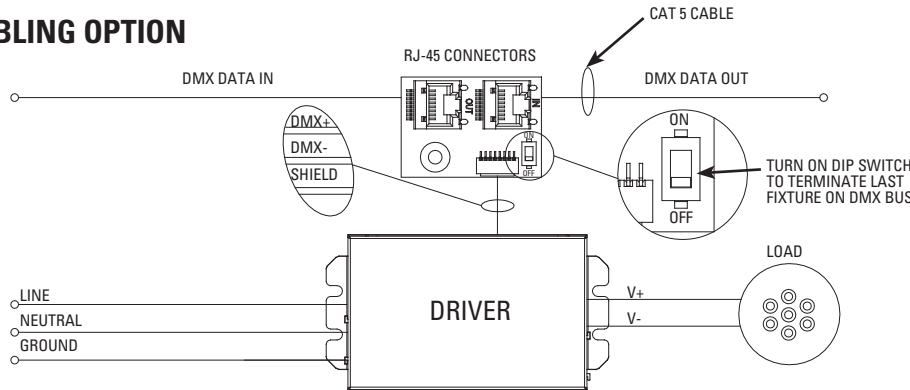 BLING OPTION
CAT 5 CABLE
RJ-45 CONNECTORS
DMX DATA IN
DMX DATA OUT
OUT
IN
ON
OFF
DMX+
DMX-
SHIELD
ON
OFF
TURN ON DIP SWITCH
TO TERMINATE LAST
FIXTURE ON DMX BUS
LOAD
DRIVER
LINE
NEUTRAL
GROUND
V+
V-